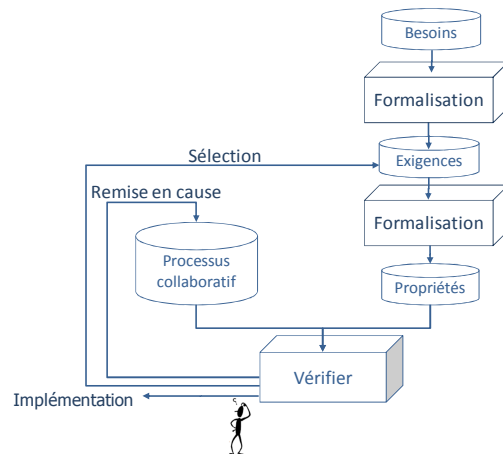 Besoins
Formalisation
Sélection
Exigences
Remise en cause
Formalisation
Processus
collaboratif
Propriétés
Vérifier
Implémentation